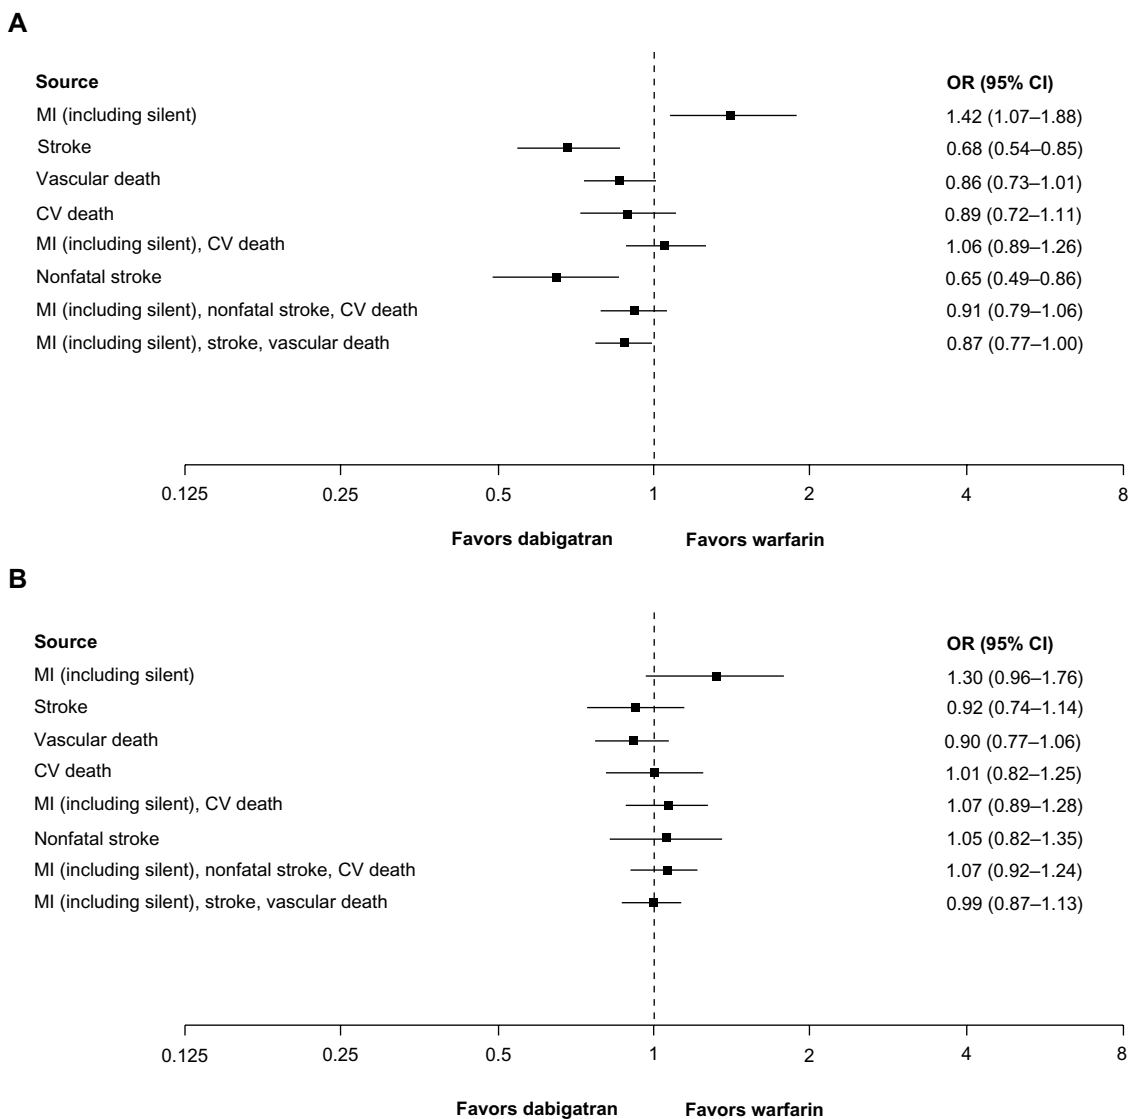 A
Source OR (95% CI)
MI (including silent) 1.42 (1.07–1.88)
Stroke 0.68 (0.54–0.85)
Vascular death 0.86 (0.73–1.01)
CV death 0.89 (0.72–1.11)
MI (including silent), CV death 1.06 (0.89–1.26)
Nonfatal stroke 0.65 (0.49–0.86)
MI (including silent), nonfatal stroke, CV death 0.91 (0.79–1.06)
MI (including silent), stroke, vascular death 0.87 (0.77–1.00)
0.125 0.25 0.5 1 2 4 8
Favors dabigatran Favors warfarin
B
Source OR (95% CI)
MI (including silent) 1.30 (0.96–1.76)
Stroke 0.92 (0.74–1.14)
Vascular death 0.90 (0.77–1.06)
CV death 1.01 (0.82–1.25)
MI (including silent), CV death 1.07 (0.89–1.28)
Nonfatal stroke 1.05 (0.82–1.35)
MI (including silent), nonfatal stroke, CV death 1.07 (0.92–1.24)
MI (including silent), stroke, vascular death 0.99 (0.87–1.13)
0.125 0.25 0.5 1 2 4 8
Favors dabigatran Favors warfarin